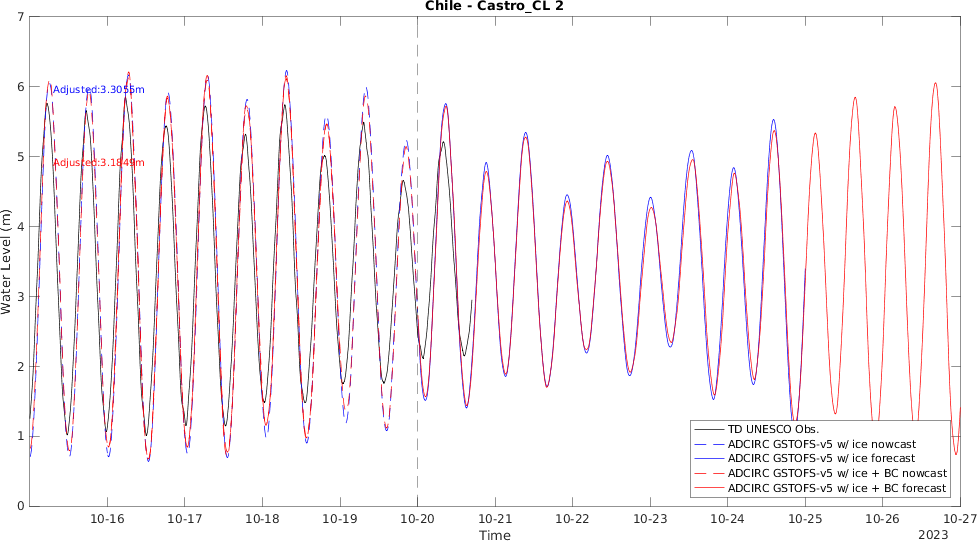 Chile - Castro_CL 2
7
6
5
4
3
2
1
0
Water Level (m)
Adjusted:3.3055m
Adjusted:3.1849m
TD UNESCO Obs.
ADCIRC GSTOFS-v5 w/ ice nowcast
ADCIRC GSTOFS-v5 w/ ice forecast
ADCIRC GSTOFS-v5 w/ ice + BC nowcast
ADCIRC GSTOFS-v5 w/ ice + BC forecast
10-16 10-17 10-18 10-19 10-20 10-21 10-22 10-23 10-24 10-25 10-26 10-27
Time
2023